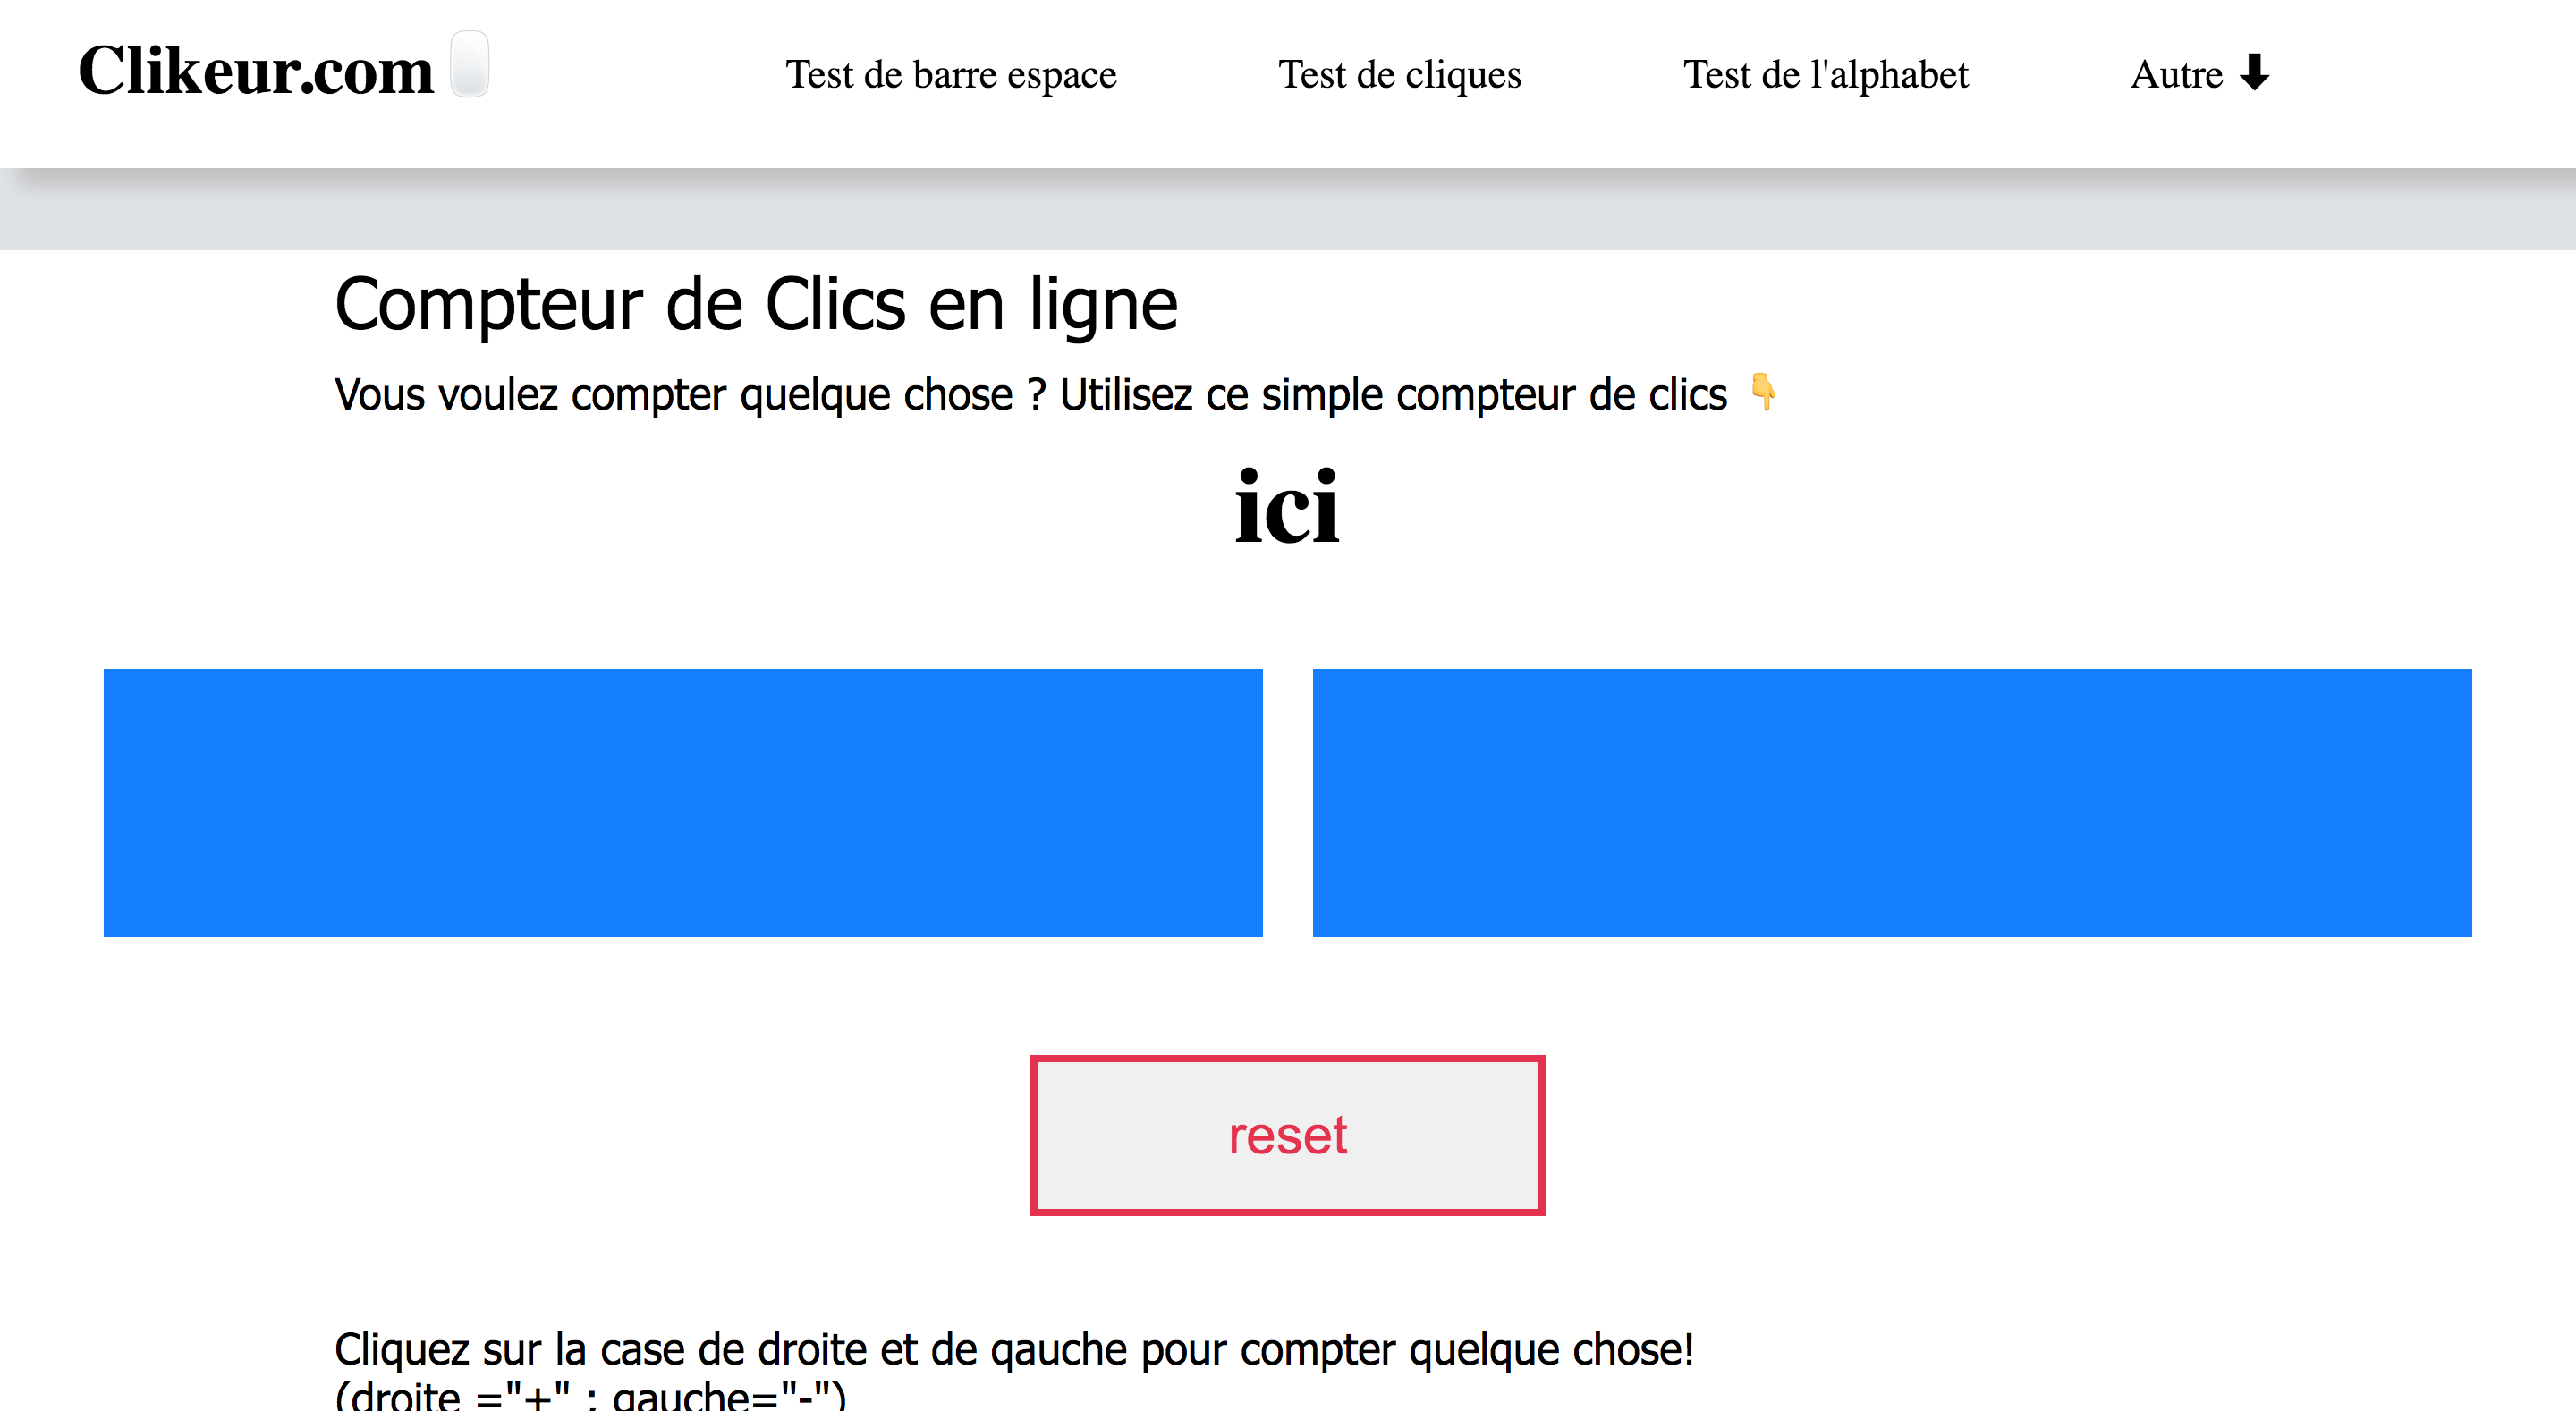 Clikeur.com
Test de barre espace
Test de cliques
Test de l'alphabet
Autre ⬇
Compteur de Clics en ligne
Vous voulez compter quelque chose ? Utilisez ce simple compteur de clics 👇
ici
reset
Cliquez sur la case de droite et de gauche pour compter quelque chose!
(droite ="+" ; gauche="-")